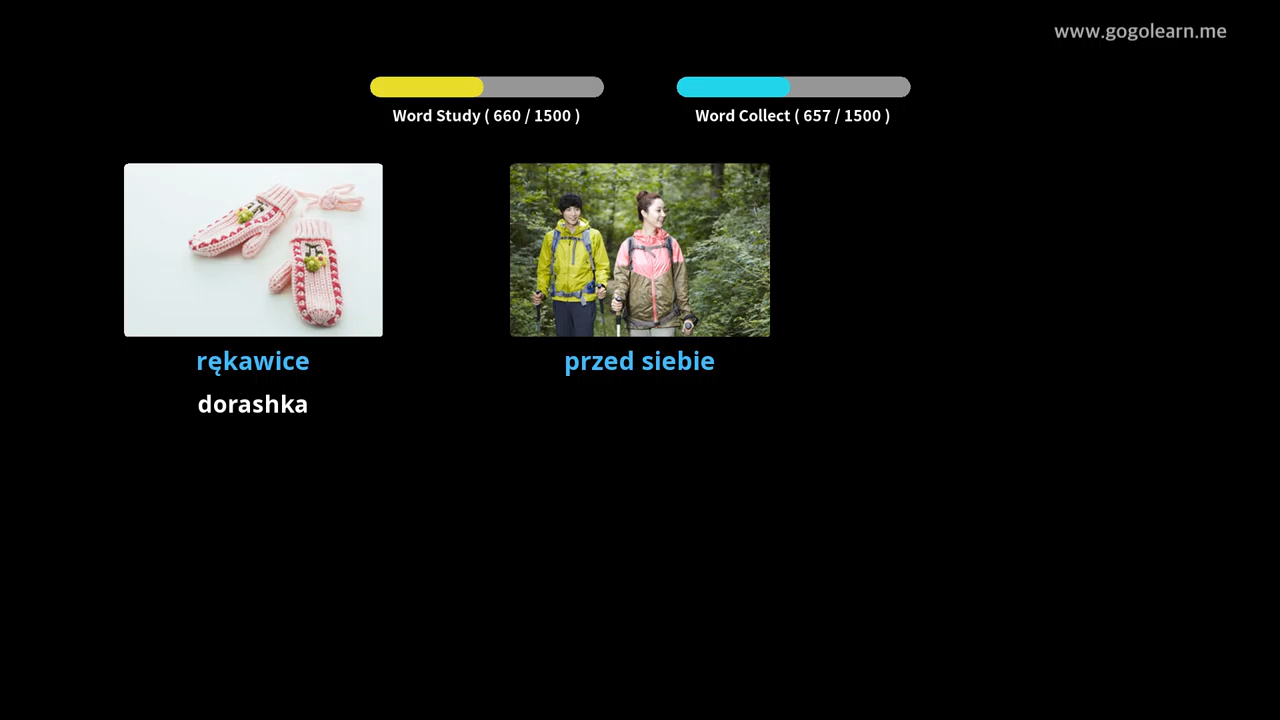 www.gogolearn.me
Word Study ( 660 / 1500 )
Word Collect ( 657 / 1500 )
rękawice
przed siebie
dorashka